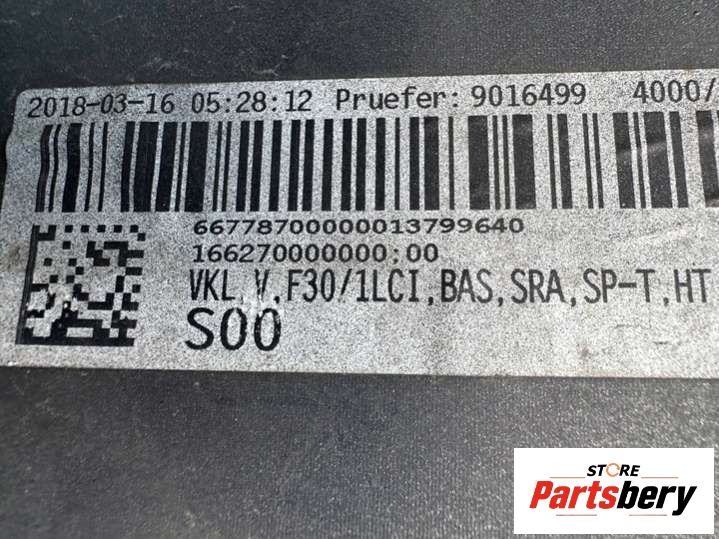 2018-03-16 05:28:12 Pruefer: 9016499 4000/
66778700000013799640
166270000000;00
VKL,V,F30/1LCI,BAS,SRA,SP-T,HT
S00
STORE
Partsbery